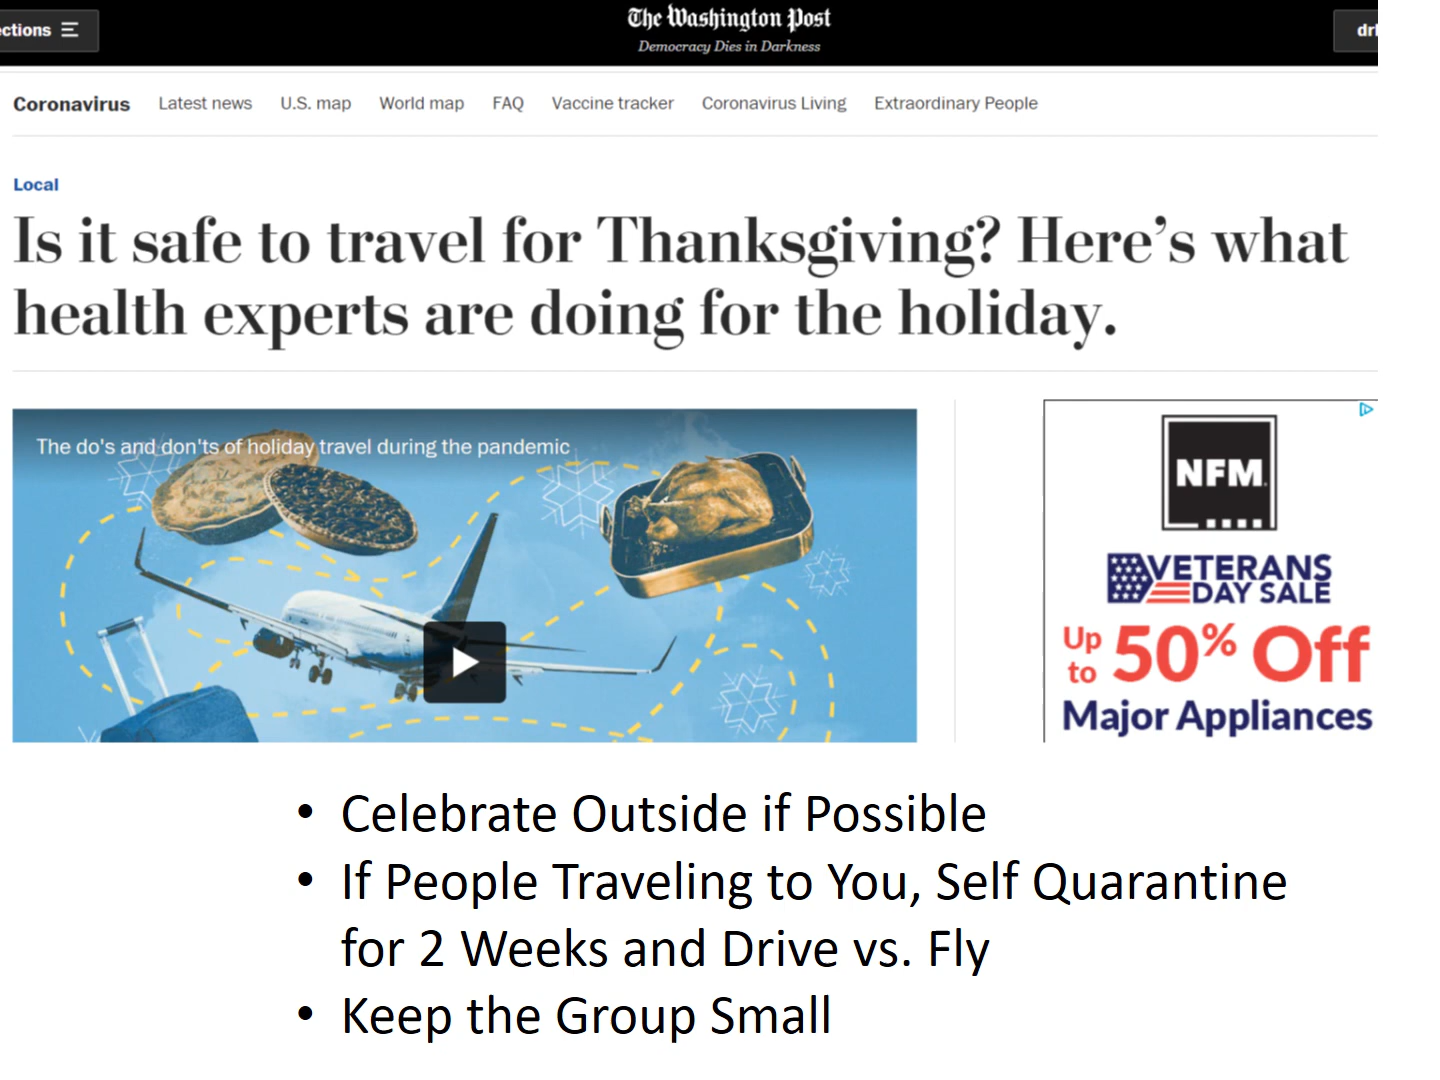 ctions
The Washington Post
Democracy Dies in Darkness
Coronavirus Latest news U.S. map World map FAQ Vaccine tracker Coronavirus Living Extraordinary People
Local
Is it safe to travel for Thanksgiving? Here’s what
health experts are doing for the holiday.
The do's and don'ts of holiday travel during the pandemic
NFM
VETERANS
DAY SALE
Up to 50% Off
Major Appliances
• Celebrate Outside if Possible
• If People Traveling to You, Self Quarantine
for 2 Weeks and Drive vs. Fly
• Keep the Group Small